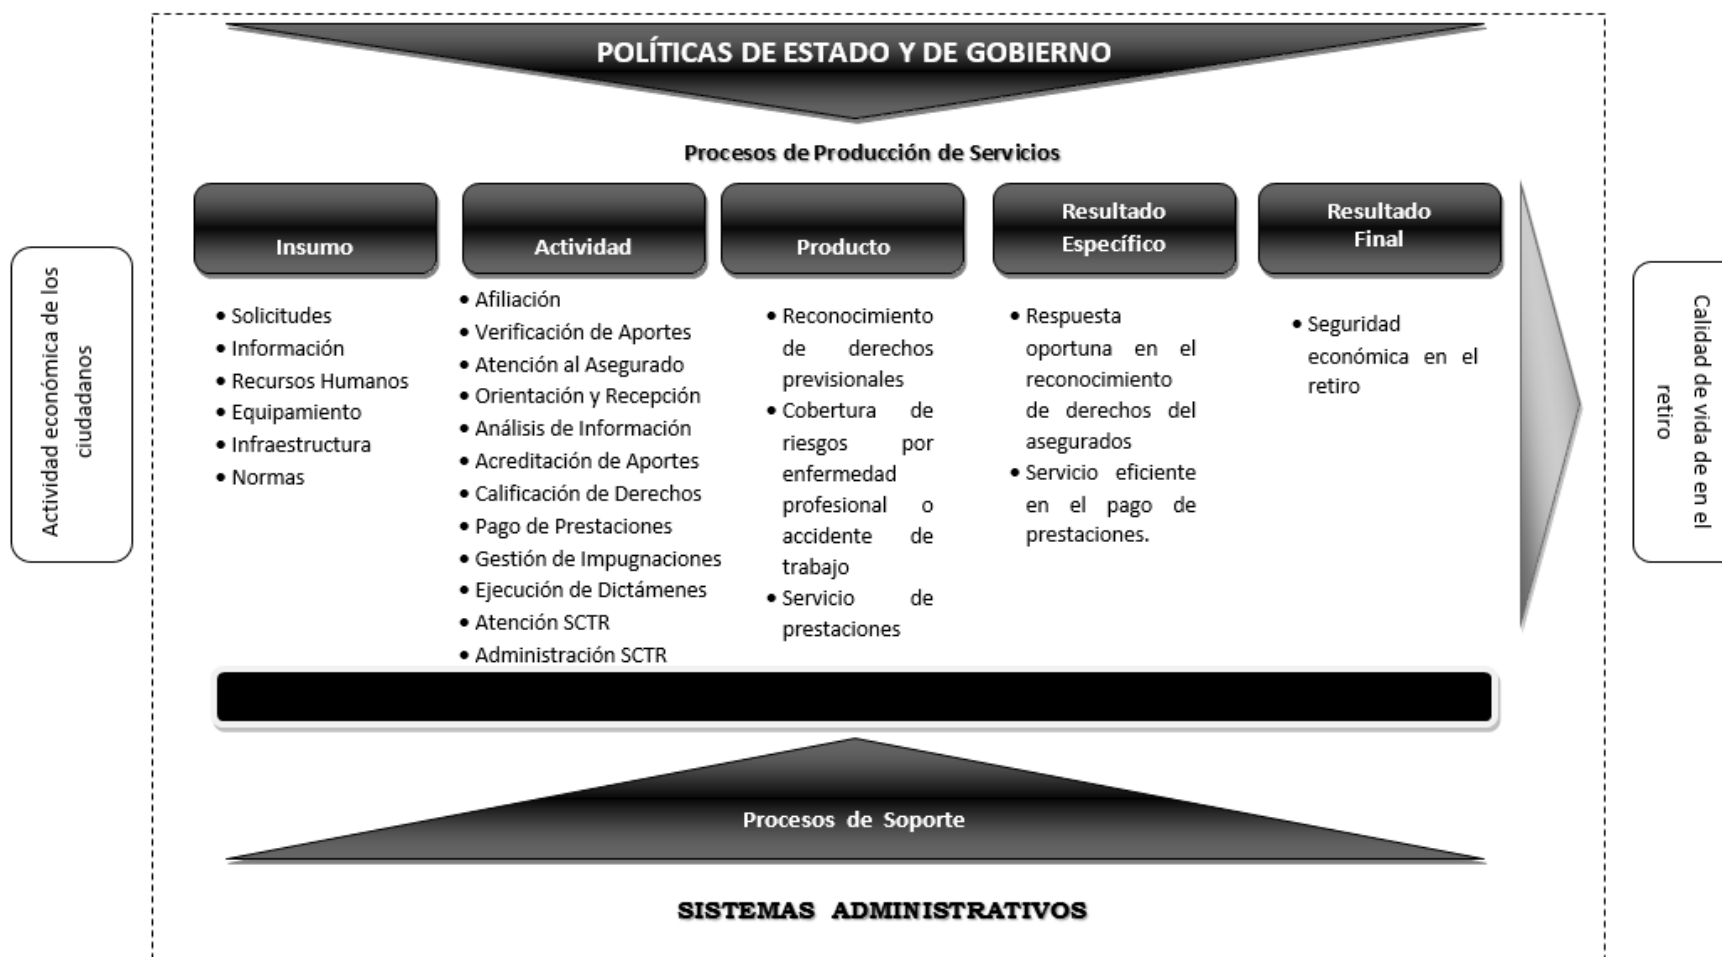 POLÍTICAS DE ESTADO Y DE GOBIERNO
Procesos de Producción de Servicios
Actividad económica de los
ciudadanos
Insumo
• Solicitudes
• Información
• Recursos Humanos
• Equipamiento
• Infraestructura
• Normas
Actividad
• Afiliación
• Verificación de Aportes
• Atención al Asegurado
• Orientación y Recepción
• Análisis de Información
• Acreditación de Aportes
• Calificación de Derechos
• Pago de Prestaciones
• Gestión de Impugnaciones
• Ejecución de Dictámenes
• Atención SCTR
• Administración SCTR
Producto
• Reconocimiento
de derechos
previsionales
• Cobertura de
riesgos por
enfermedad
profesional o
accidente de
trabajo
• Servicio de
prestaciones
Resultado
Específico
• Respuesta
oportuna en el
reconocimiento
de derechos del
asegurados
• Servicio eficiente
en el pago de
prestaciones.
Resultado
Final
• Seguridad
económica en el
retiro
Calidad de vida de en el
retiro
Procesos de Soporte
SISTEMAS ADMINISTRATIVOS